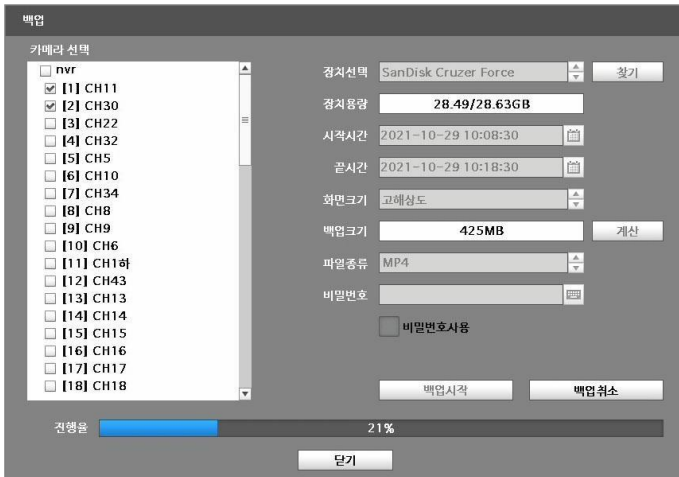 백업
카메라 선택
nvr
[1] CH11
[2] CH30
[3] CH22
[4] CH32
[5] CH5
[6] CH10
[7] CH34
[8] CH8
[9] CH9
[10] CH6
[11] CH1하
[12] CH43
[13] CH13
[14] CH14
[15] CH15
[16] CH16
[17] CH17
[18] CH18
장치선택 SanDisk Cruzer Force 찾기
장치용량 28.49/28.63GB
시작시간 2021-10-29 10:08:30
끝시간 2021-10-29 10:18:30
화면크기 고해상도
백업크기 425MB 계산
파일종류 MP4
비밀번호
비밀번호사용
백업시작 백업취소
진행율 21%
닫기